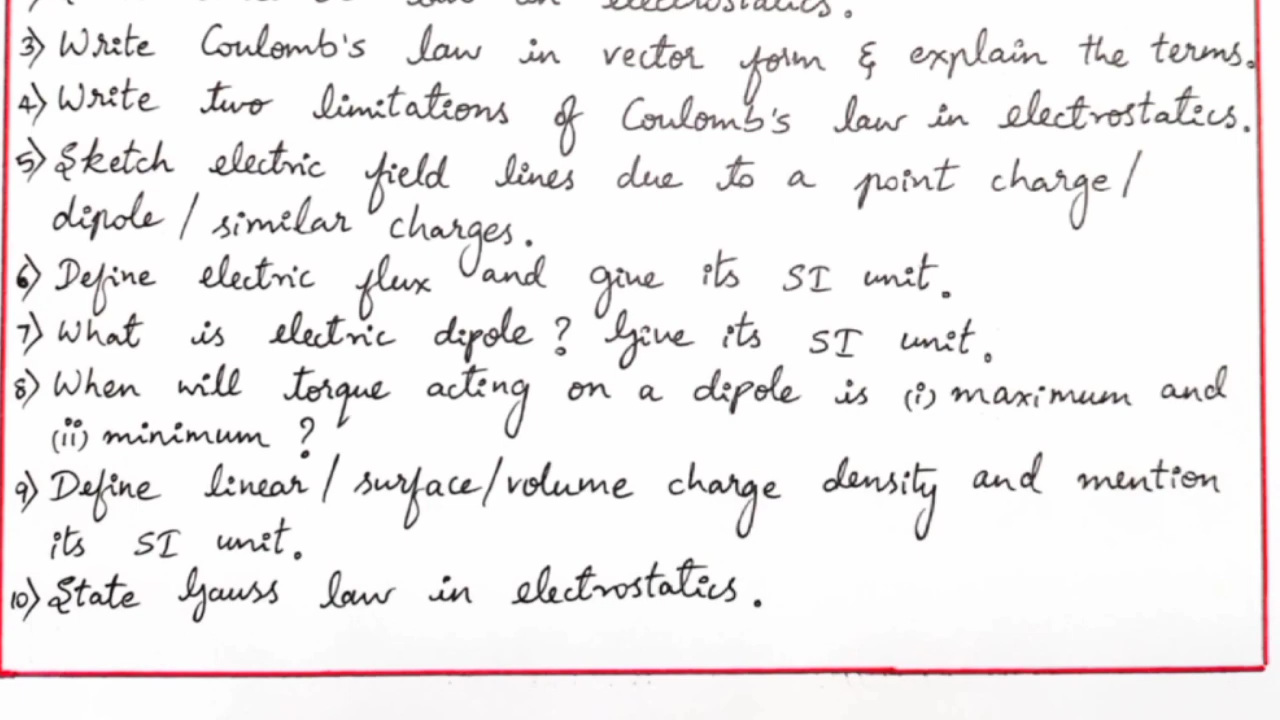 law in electrostatics.
3) Write Coulomb's law in vector form & explain the terms.
4) Write two limitations of Coulomb's law in electrostatics.
5) Sketch electric field lines due to a point charge/
dipole / similar charges.
6) Define electric flux and give its SI unit.
7) What is electric dipole? Give its SI unit.
8) When will torque acting on a dipole is (i) maximum and
(ii) minimum?
9) Define linear / surface/volume charge density and mention
its SI unit.
10) State Gauss law in electrostatics.